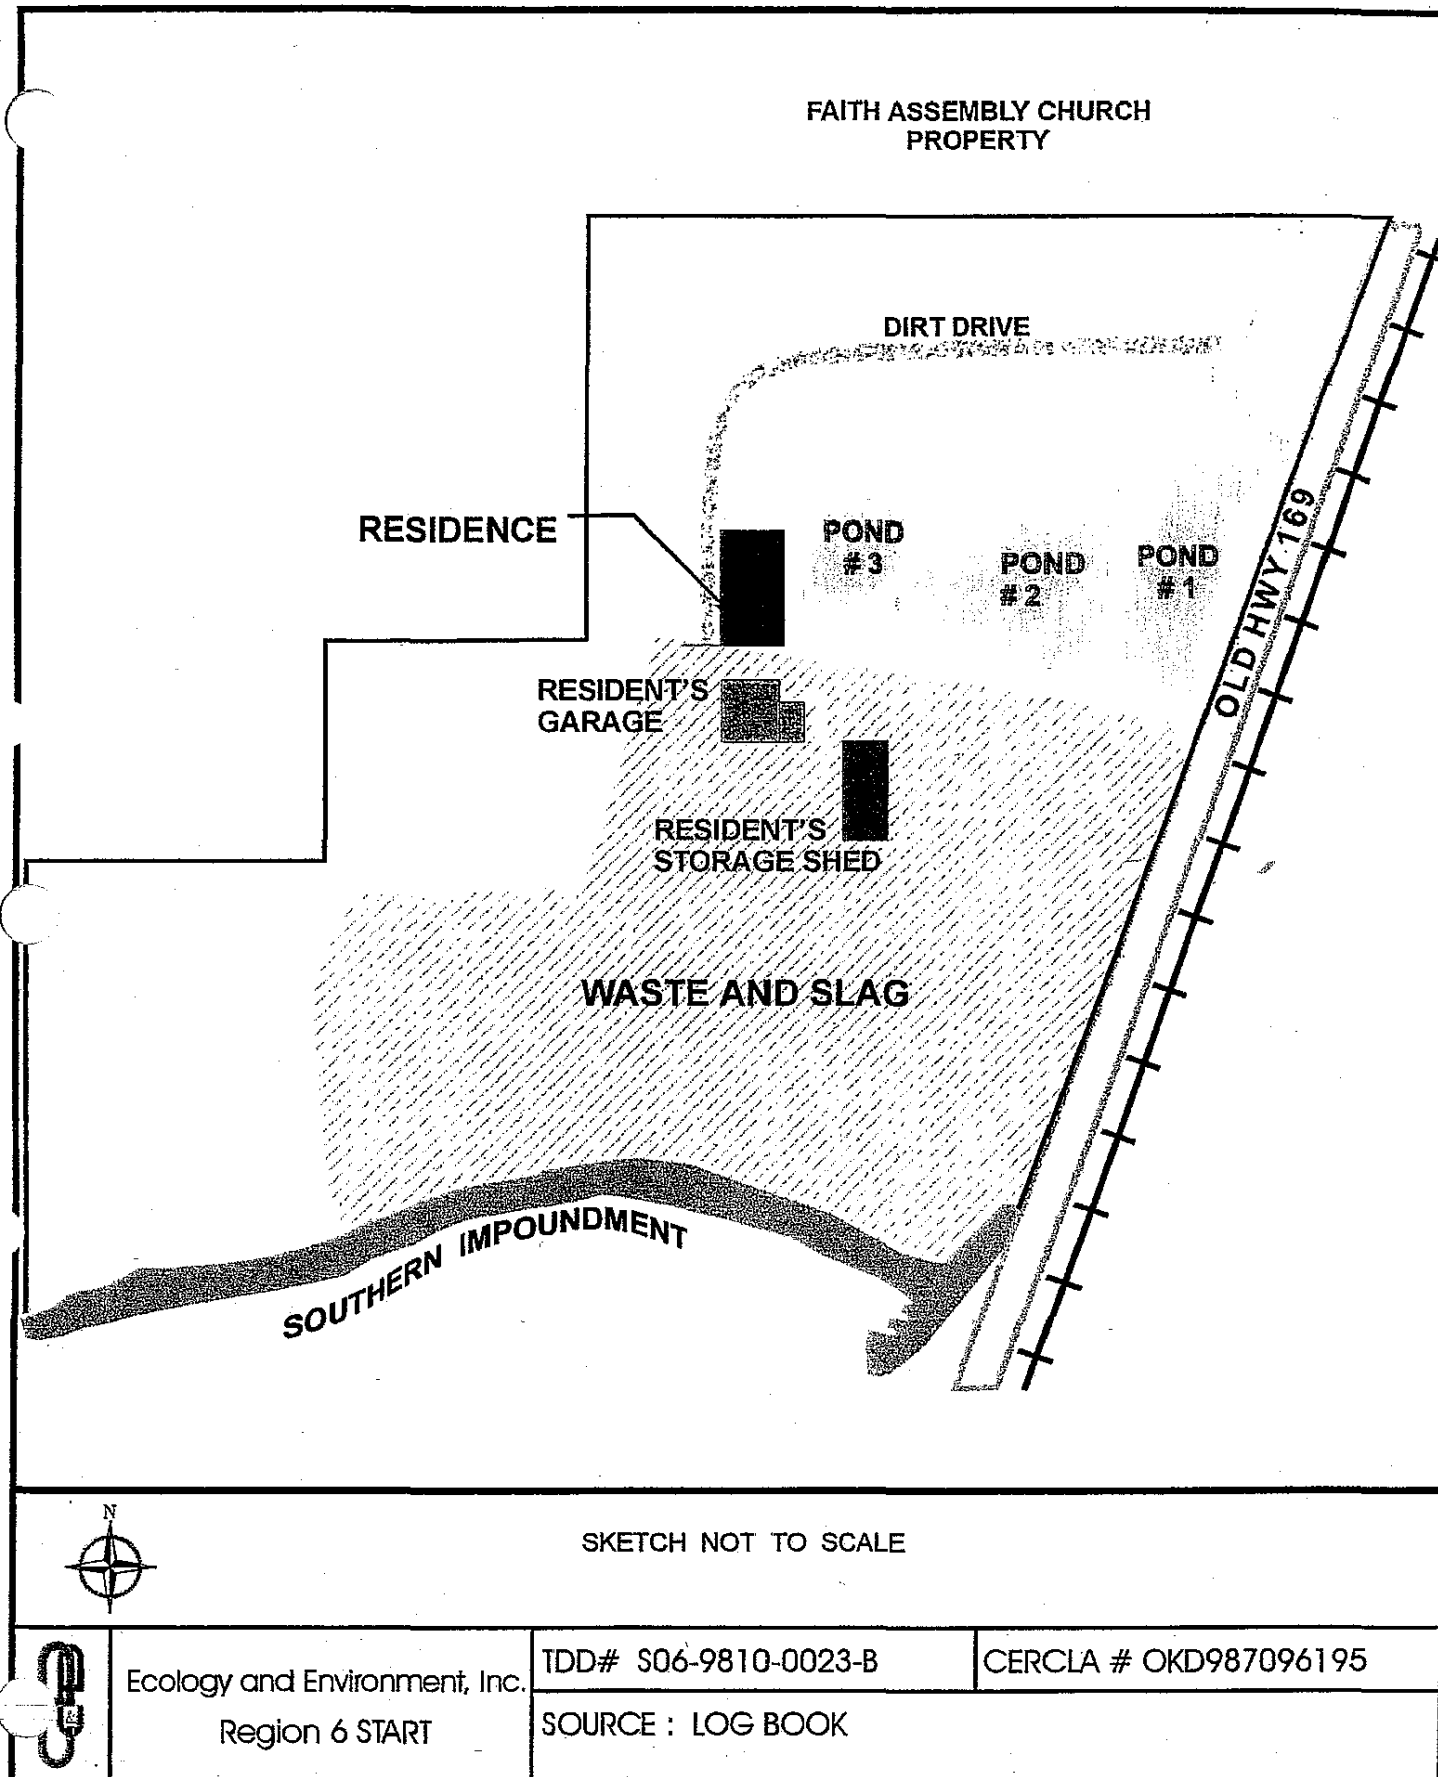 FAITH ASSEMBLY CHURCH
PROPERTY
DIRT DRIVE
RESIDENCE
POND
# 3
POND
# 2
POND
# 1
OLD HWY 169
RESIDENT'S
GARAGE
RESIDENT'S
STORAGE SHED
WASTE AND SLAG
SOUTHERN IMPOUNDMENT
N
SKETCH NOT TO SCALE
Ecology and Environment, Inc.
Region 6 START
TDD# S06-9810-0023-B
CERCLA # OKD987096195
SOURCE : LOG BOOK